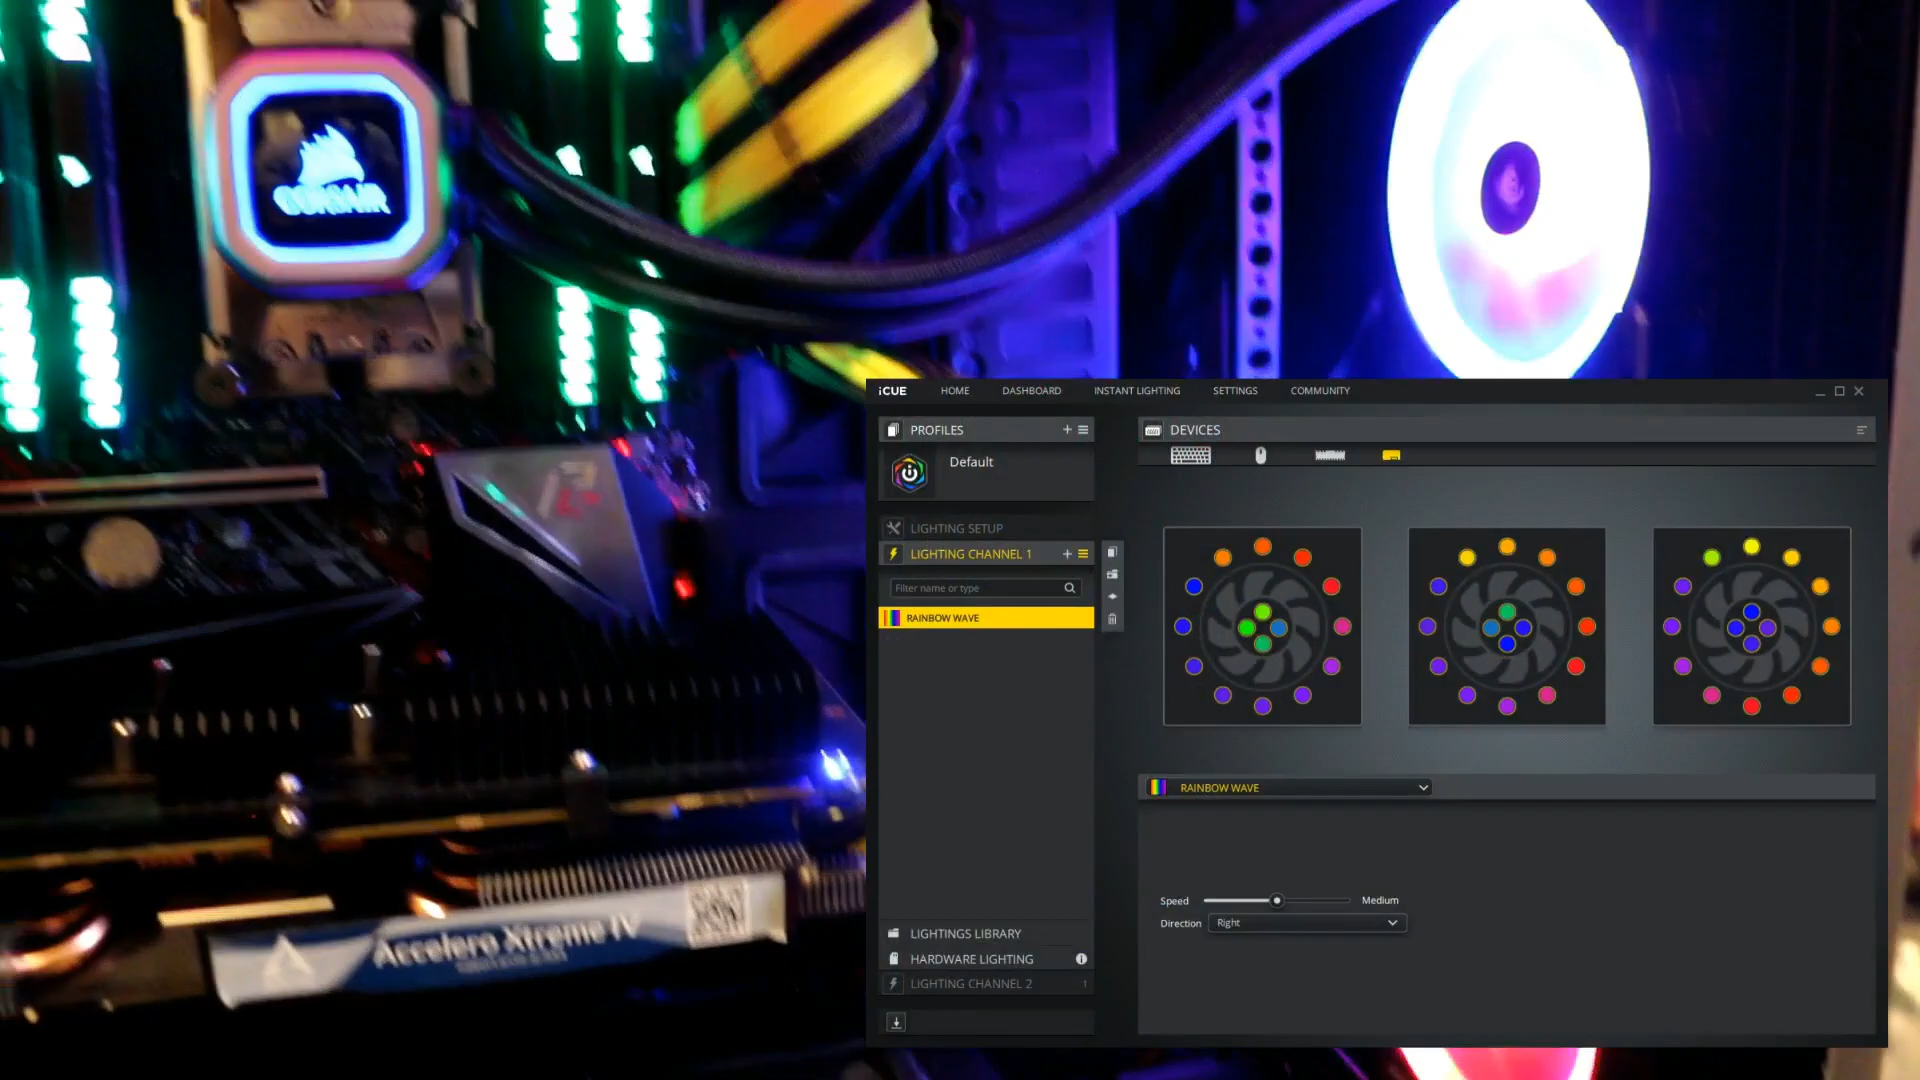 CORSAIR
Accelero Xtreme IV
iCUE
HOME
DASHBOARD
INSTANT LIGHTING
SETTINGS
COMMUNITY
PROFILES
Default
LIGHTING SETUP
LIGHTING CHANNEL 1
Filter name or type
RAINBOW WAVE
LIGHTINGS LIBRARY
HARDWARE LIGHTING
LIGHTING CHANNEL 2
1
DEVICES
RAINBOW WAVE
Speed
Medium
Direction
Right